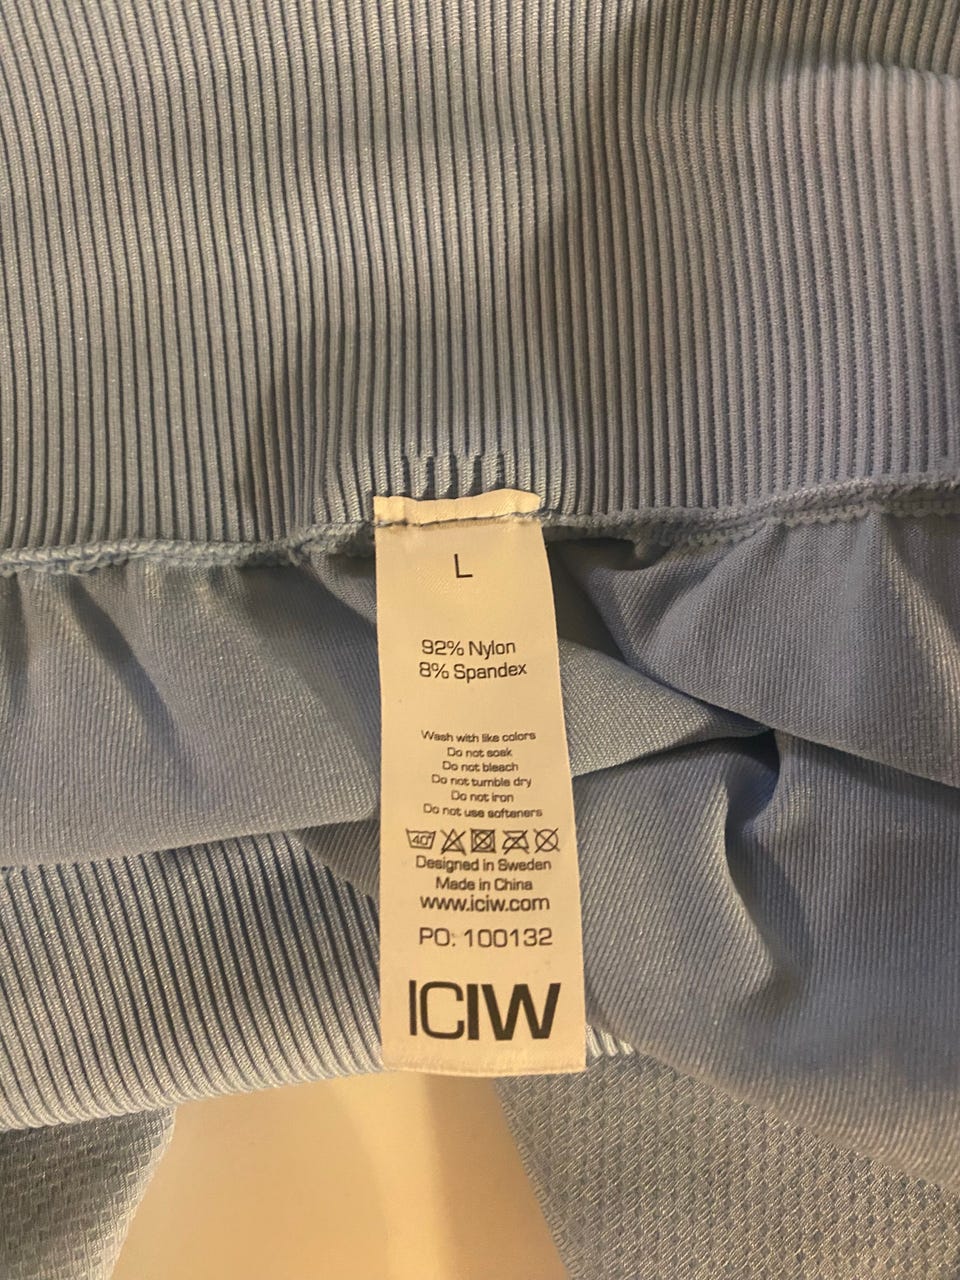 L
92% Nylon
8% Spandex
Wash with like colors
Do not soak
Do not bleach
Do not tumble dry
Do not iron
Do not use softeners
40°
Designed in Sweden
Made in China
www.iciw.com
PO: 100132
ICIW